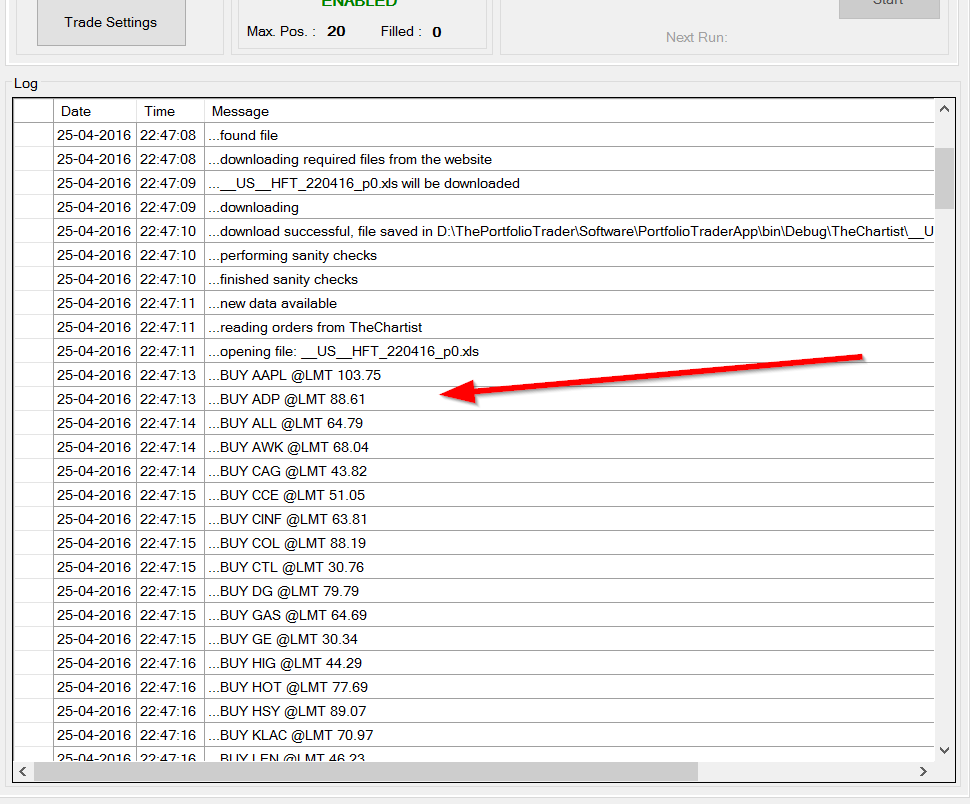 ENABLED
Trade Settings
Max. Pos. : 20 Filled : 0
Start
Next Run:
Log
Date Time Message
25-04-2016 22:47:08 ...found file
25-04-2016 22:47:08 ...downloading required files from the website
25-04-2016 22:47:09 ...__US__HFT_220416_p0.xls will be downloaded
25-04-2016 22:47:09 ...downloading
25-04-2016 22:47:10 ...download successful, file saved in D:\ThePortfolioTrader\Software\PortfolioTraderApp\bin\Debug\TheChartist\__U
25-04-2016 22:47:10 ...performing sanity checks
25-04-2016 22:47:10 ...finished sanity checks
25-04-2016 22:47:11 ...new data available
25-04-2016 22:47:11 ...reading orders from TheChartist
25-04-2016 22:47:11 ...opening file: __US__HFT_220416_p0.xls
25-04-2016 22:47:13 ...BUY AAPL @LMT 103.75
25-04-2016 22:47:13 ...BUY ADP @LMT 88.61
25-04-2016 22:47:14 ...BUY ALL @LMT 64.79
25-04-2016 22:47:14 ...BUY AWK @LMT 68.04
25-04-2016 22:47:14 ...BUY CAG @LMT 43.82
25-04-2016 22:47:15 ...BUY CCE @LMT 51.05
25-04-2016 22:47:15 ...BUY CINF @LMT 63.81
25-04-2016 22:47:15 ...BUY COL @LMT 88.19
25-04-2016 22:47:15 ...BUY CTL @LMT 30.76
25-04-2016 22:47:15 ...BUY DG @LMT 79.79
25-04-2016 22:47:15 ...BUY GAS @LMT 64.69
25-04-2016 22:47:15 ...BUY GE @LMT 30.34
25-04-2016 22:47:16 ...BUY HIG @LMT 44.29
25-04-2016 22:47:16 ...BUY HOT @LMT 77.69
25-04-2016 22:47:16 ...BUY HSY @LMT 89.07
25-04-2016 22:47:16 ...BUY KLAC @LMT 70.97
25-04-2016 22:47:16 ...BUY LEN @LMT 46.23